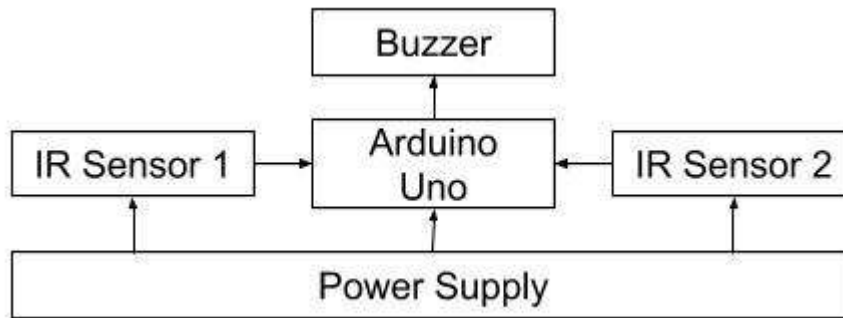 Buzzer
IR Sensor 1
Arduino
Uno
IR Sensor 2
Power Supply